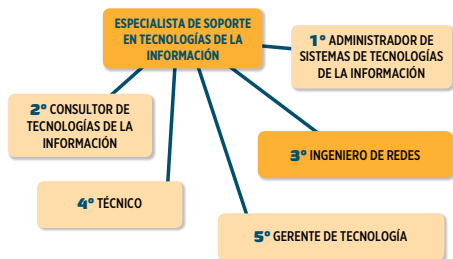 ESPECIALISTA DE SOPORTE
EN TECNOLOGÍAS DE LA
INFORMACIÓN
1° ADMINISTRADOR DE
SISTEMAS DE TECNOLOGÍAS
DE LA INFORMACIÓN
2° CONSULTOR DE
TECNOLOGÍAS DE LA
INFORMACIÓN
3° INGENIERO DE REDES
4° TÉCNICO
5° GERENTE DE TECNOLOGÍA